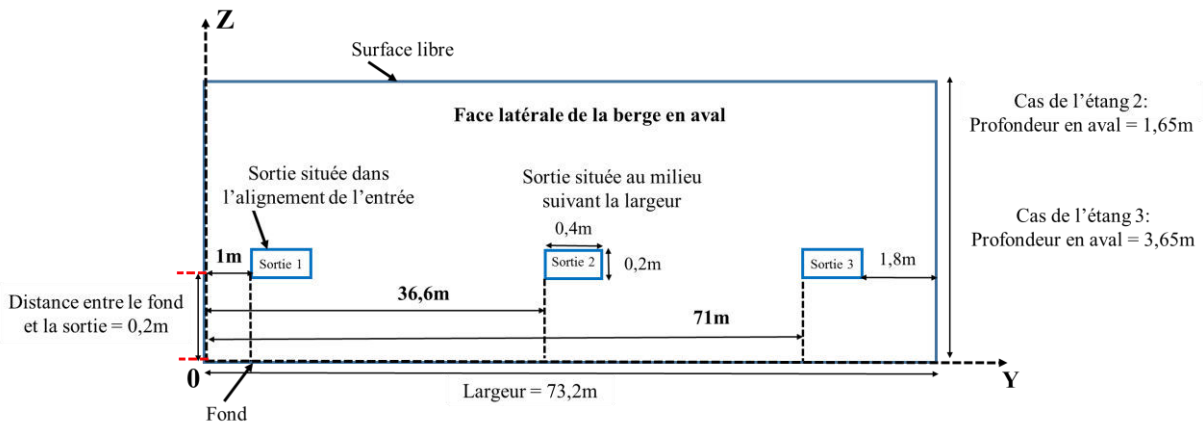 Z
Surface libre
Face latérale de la berge en aval
Cas de l'étang 2:
Profondeur en aval = 1,65m
Sortie située dans
l'alignement de l'entrée
Sortie située au milieu
suivant la largeur
Cas de l'étang 3:
Profondeur en aval = 3,65m
0,4m
1m
Sortie 1
Sortie 2
0,2m
Sortie 3
1,8m
Distance entre le fond
et la sortie = 0,2m
36,6m
71m
0
Y
Largeur = 73,2m
Fond